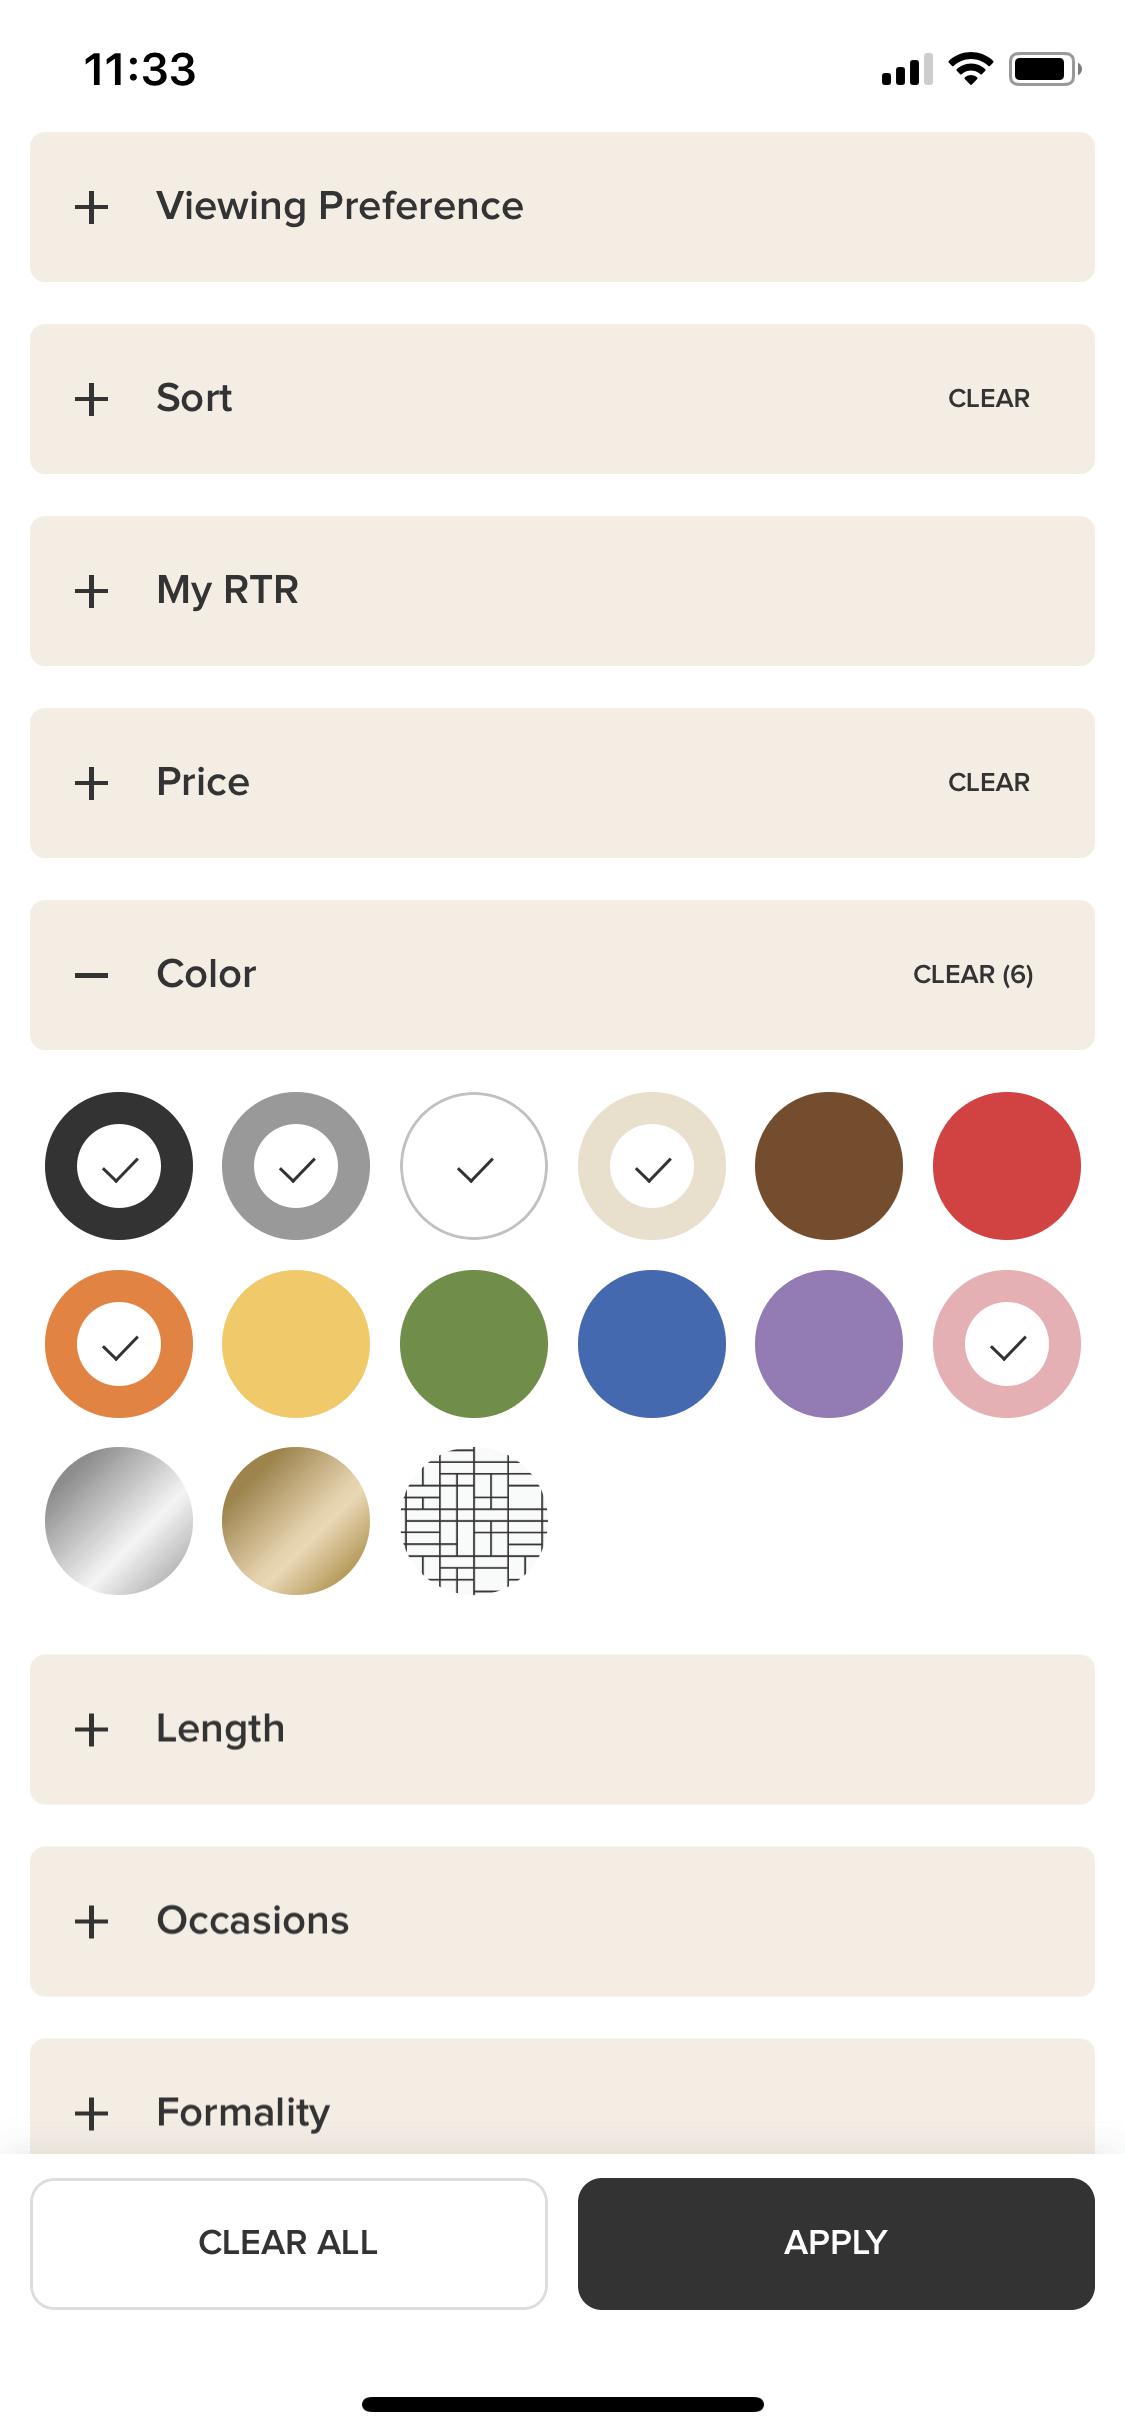 11:33
Viewing Preference
Sort CLEAR
My RTR
Price CLEAR
Color CLEAR (6)
Length
Occasions
Formality
CLEAR ALL APPLY